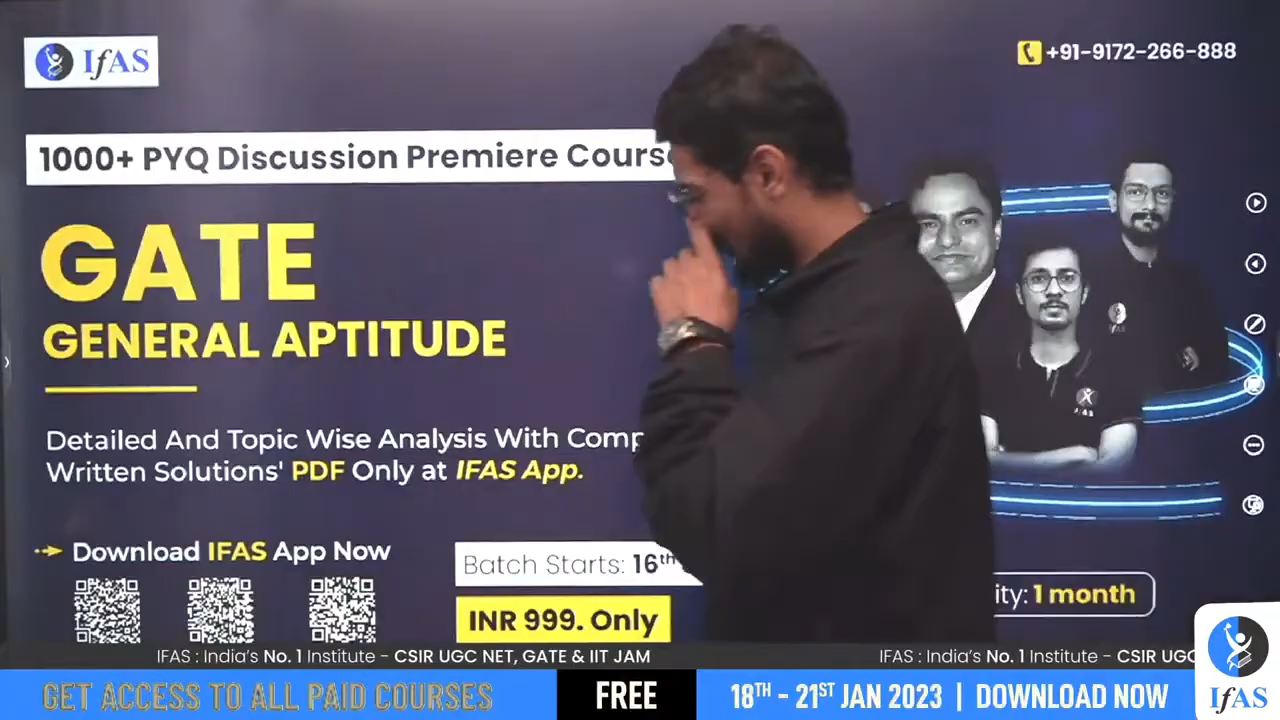 IfAS
+91-9172-266-888
1000+ PYQ Discussion Premiere Cours
GATE
GENERAL APTITUDE
Detailed And Topic Wise Analysis With Comp
Written Solutions' PDF Only at IFAS App.
Download IFAS App Now
Batch Starts: 16th
INR 999. Only
ity: 1 month
IFAS : India's No. 1 Institute - CSIR UGC NET, GATE & IIT JAM
IFAS : India's No. 1 Institute - CSIR UGC
GET ACCESS TO ALL PAID COURSES
FREE
18TH - 21ST JAN 2023 | DOWNLOAD NOW
IfAS